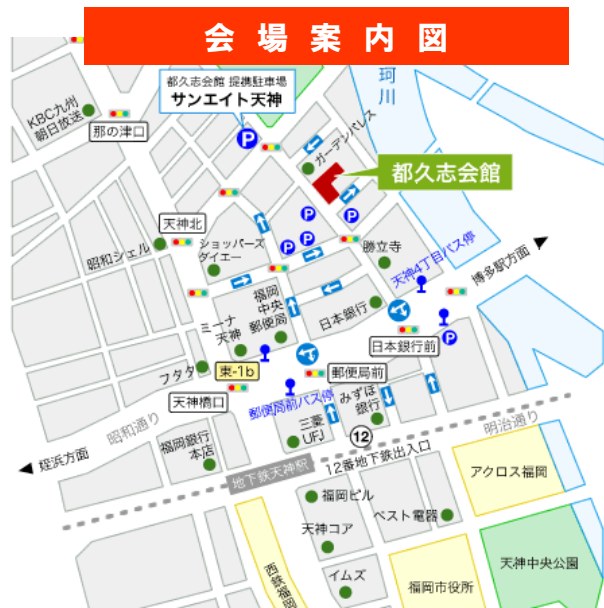 会場案内図
都久志会館 提携駐車場
サンエイト天神
珂川
KBC九州
朝日放送
那の津口
P
ガーデンパレス
都久志会館
天神北
昭和シェル
ショッパーズ
ダイエー
P
P
P
P
勝立寺
天神4丁目バス停
博多駅方面
福岡
中央
郵便局
ミーナ
天神
日本銀行
日本銀行前
P
フタタ
東-1b
郵便局前
天神橋口
郵便局前バス停
みずほ
銀行
三菱
UFJ
12
昭和通り
明治通り
姪浜方面
福岡銀行
本店
地下鉄天神駅
12番地下鉄出入口
アクロス福岡
福岡ビル
天神コア
ベスト電器
イムズ
西鉄福岡
福岡市役所
天神中央公園